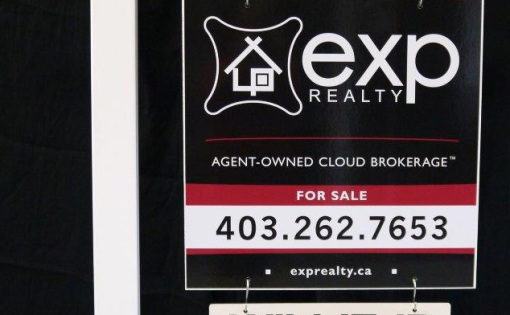 exp
REALTY
AGENT-OWNED CLOUD BROKERAGE™
FOR SALE
403.262.7653
▪ exprealty.ca ▪